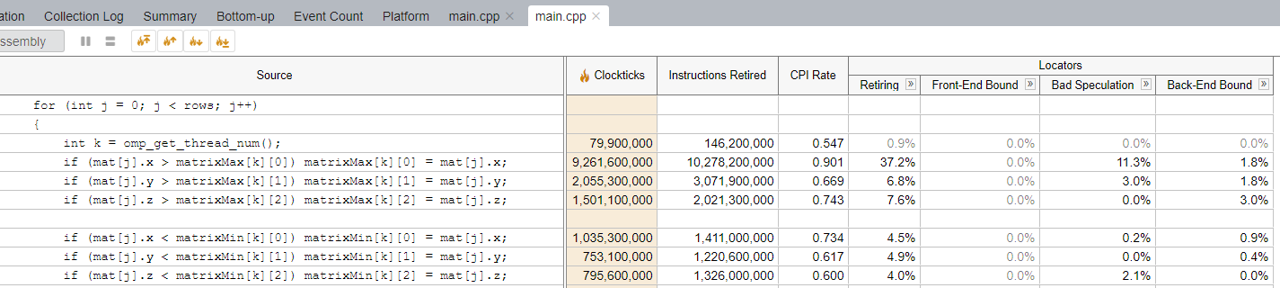 ation Collection Log Summary Bottom-up Event Count Platform main.cpp × main.cpp ×
ssembly
Source Clockticks Instructions Retired CPI Rate Locators
Retiring » Front-End Bound » Bad Speculation » Back-End Bound »
for (int j = 0; j < rows; j++)
{
int k = omp_get_thread_num(); 79,900,000 146,200,000 0.547 0.9% 0.0% 0.0% 0.0%
if (mat[j].x > matrixMax[k][0]) matrixMax[k][0] = mat[j].x; 9,261,600,000 10,278,200,000 0.901 37.2% 0.0% 11.3% 1.8%
if (mat[j].y > matrixMax[k][1]) matrixMax[k][1] = mat[j].y; 2,055,300,000 3,071,900,000 0.669 6.8% 0.0% 3.0% 1.8%
if (mat[j].z > matrixMax[k][2]) matrixMax[k][2] = mat[j].z; 1,501,100,000 2,021,300,000 0.743 7.6% 0.0% 0.0% 3.0%
if (mat[j].x < matrixMin[k][0]) matrixMin[k][0] = mat[j].x; 1,035,300,000 1,411,000,000 0.734 4.5% 0.0% 0.2% 0.9%
if (mat[j].y < matrixMin[k][1]) matrixMin[k][1] = mat[j].y; 753,100,000 1,220,600,000 0.617 4.9% 0.0% 0.0% 0.4%
if (mat[j].z < matrixMin[k][2]) matrixMin[k][2] = mat[j].z; 795,600,000 1,326,000,000 0.600 4.0% 0.0% 2.1% 0.0%